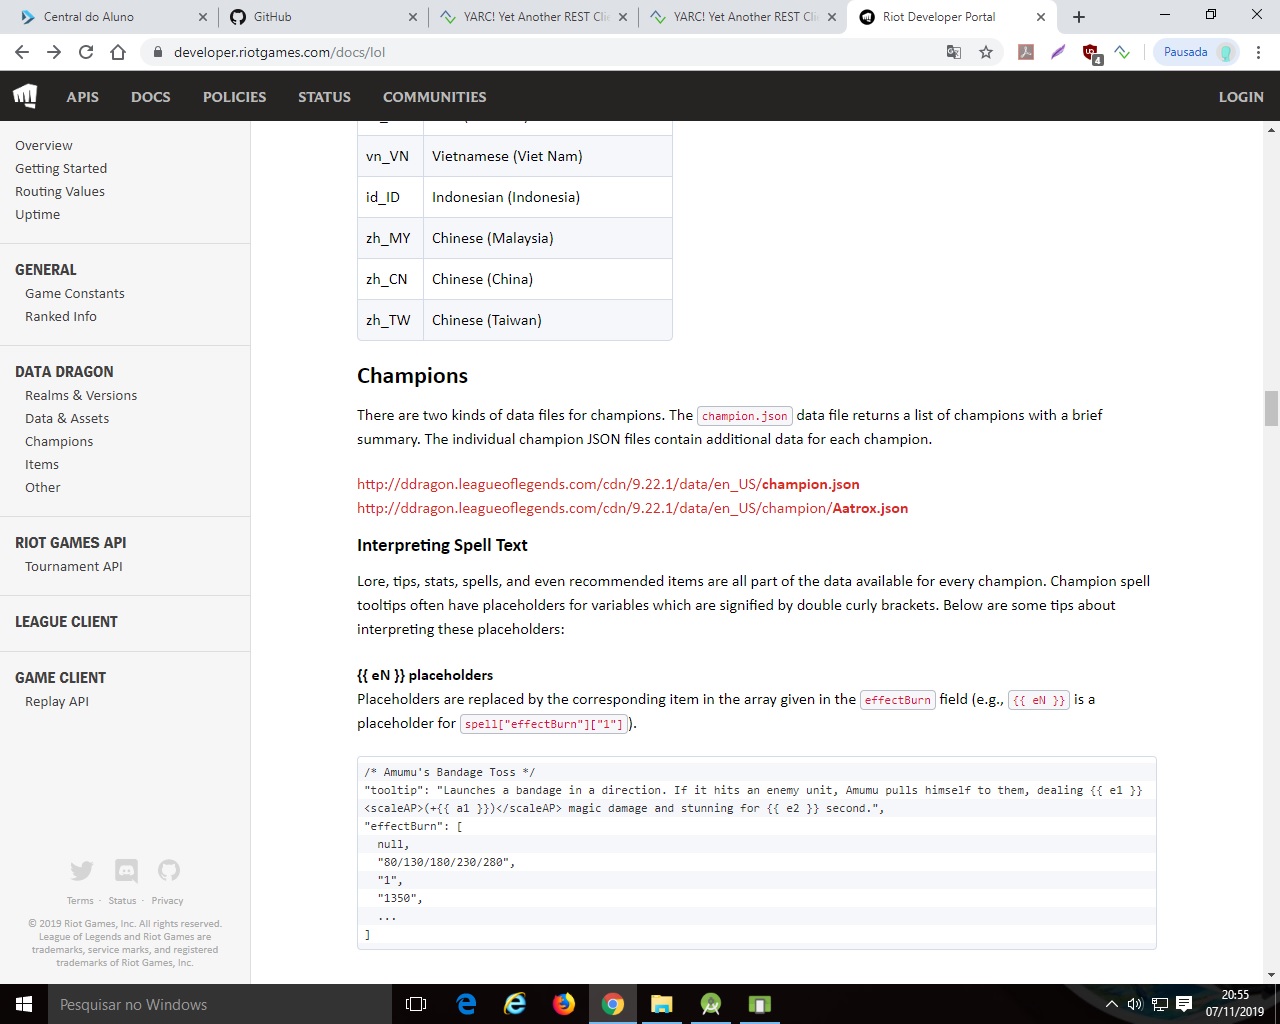 Central do Aluno
GitHub
YARC! Yet Another REST Clie
YARC! Yet Another REST Clie
Riot Developer Portal
developer.riotgames.com/docs/lol
4
Pausada
APIS
DOCS
POLICIES
STATUS
COMMUNITIES
LOGIN
Overview
Getting Started
Routing Values
Uptime
GENERAL
Game Constants
Ranked Info
DATA DRAGON
Realms & Versions
Data & Assets
Champions
Items
Other
RIOT GAMES API
Tournament API
LEAGUE CLIENT
GAME CLIENT
Replay API
Terms · Status · Privacy
© 2019 Riot Games, Inc. All rights reserved.
League of Legends and Riot Games are
trademarks, service marks, and registered
trademarks of Riot Games, Inc.
vn_VN Vietnamese (Viet Nam)
id_ID Indonesian (Indonesia)
zh_MY Chinese (Malaysia)
zh_CN Chinese (China)
zh_TW Chinese (Taiwan)
Champions
There are two kinds of data files for champions. The champion.json data file returns a list of champions with a brief
summary. The individual champion JSON files contain additional data for each champion.
http://ddragon.leagueoflegends.com/cdn/9.22.1/data/en_US/champion.json
http://ddragon.leagueoflegends.com/cdn/9.22.1/data/en_US/champion/Aatrox.json
Interpreting Spell Text
Lore, tips, stats, spells, and even recommended items are all part of the data available for every champion. Champion spell
tooltips often have placeholders for variables which are signified by double curly brackets. Below are some tips about
interpreting these placeholders:
{{ eN }} placeholders
Placeholders are replaced by the corresponding item in the array given in the effectBurn field (e.g., {{ eN }} is a
placeholder for spell["effectBurn"]["1"]).
/* Amumu's Bandage Toss */
"tooltip": "Launches a bandage in a direction. If it hits an enemy unit, Amumu pulls himself to them, dealing {{ e1 }}
<scaleAP>(+{{ a1 }})</scaleAP> magic damage and stunning for {{ e2 }} second.",
"effectBurn": [
null,
"80/130/180/230/280",
"1",
"1350",
...
]
Pesquisar no Windows
20:55
07/11/2019